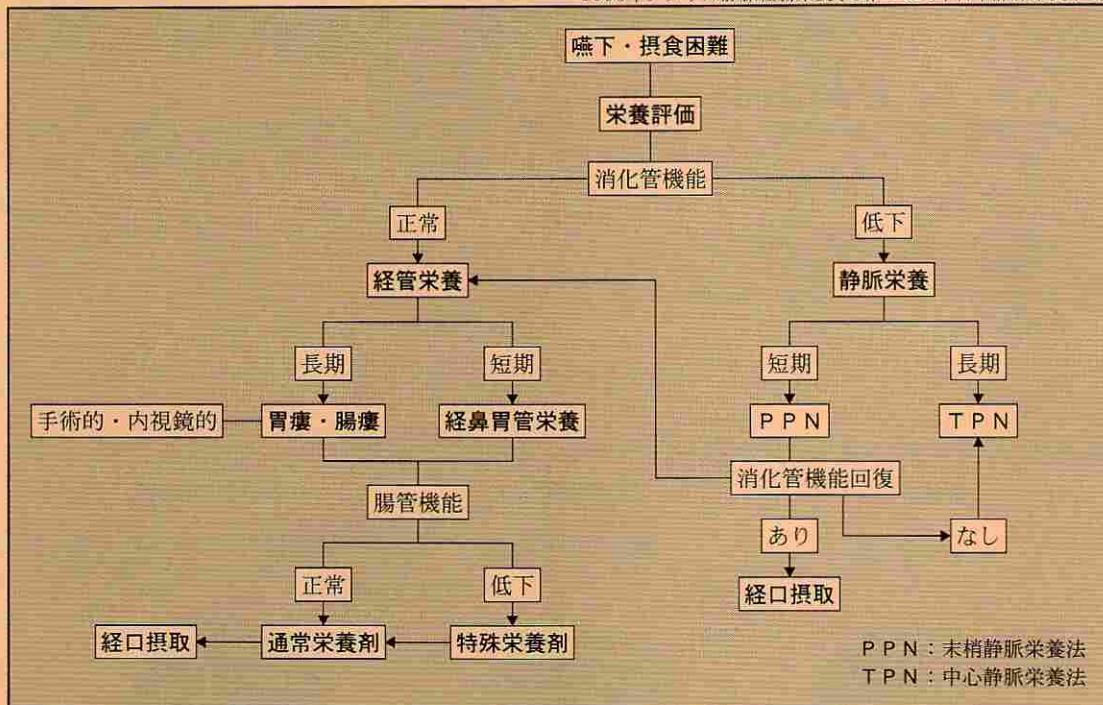 嚥下・摂食困難
栄養評価
消化管機能
正常
低下
経管栄養
静脈栄養
長期
短期
短期
長期
手術的・内視鏡的
胃瘻・腸瘻
経鼻胃管栄養
ＰＰＮ
ＴＰＮ
消化管機能回復
腸管機能
あり
なし
正常
低下
経口摂取
経口摂取
通常栄養剤
特殊栄養剤
ＰＰＮ：末梢静脈栄養法
ＴＰＮ：中心静脈栄養法